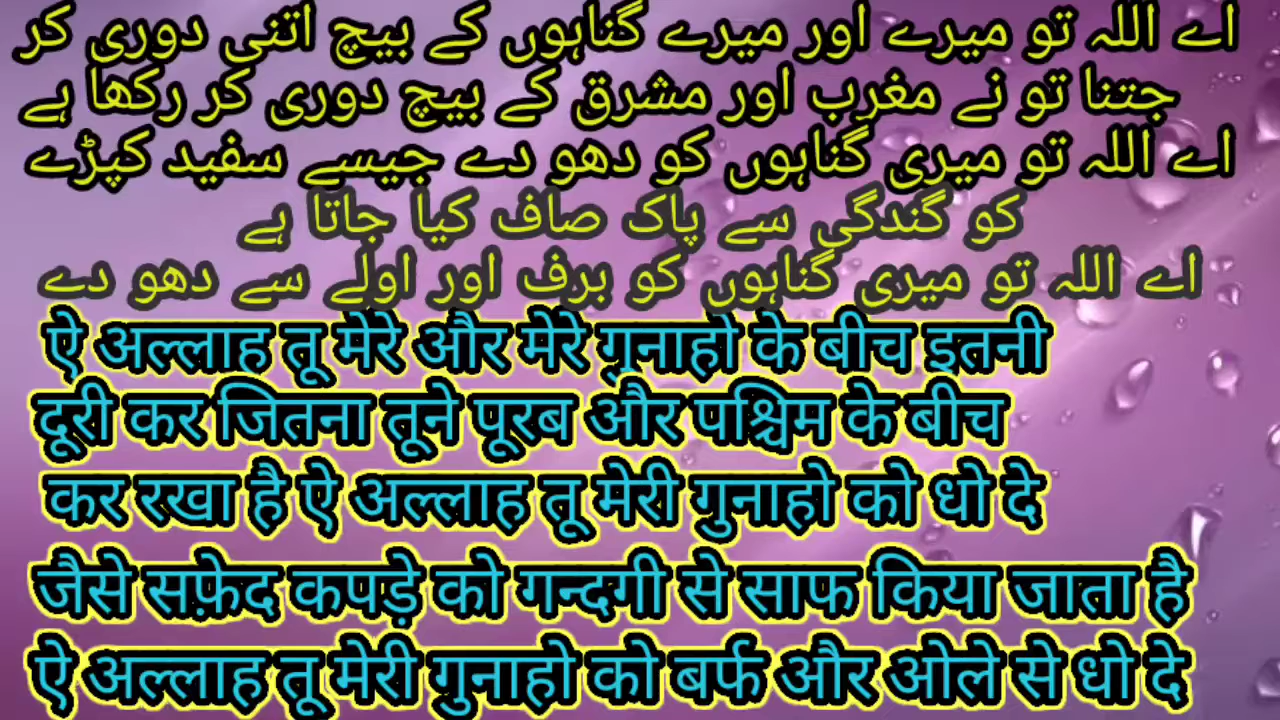 اے اللہ تو میرے اور میرے گناہوں کے بیچ اتنی دوری کر
جتنا تو نے مغرب اور مشرق کے بیچ دوری کر رکھا ہے
اے اللہ تو میری گناہوں کو دھو دے جیسے سفید کپڑے
کو گندگی سے پاک صاف کیا جاتا ہے
اے اللہ تو میری گناہوں کو برف اور اولے سے دھو دے
ऐ अल्लाह तू मेरे और मेरे गुनाहो के बीच इतनी
दूरी कर जितना तूने पूरब और पश्चिम के बीच
कर रखा है ऐ अल्लाह तू मेरी गुनाहो को धो दे
जैसे सफ़ेद कपड़े को गन्दगी से साफ किया जाता है
ऐ अल्लाह तू मेरी गुनाहो को बर्फ और ओले से धो दे